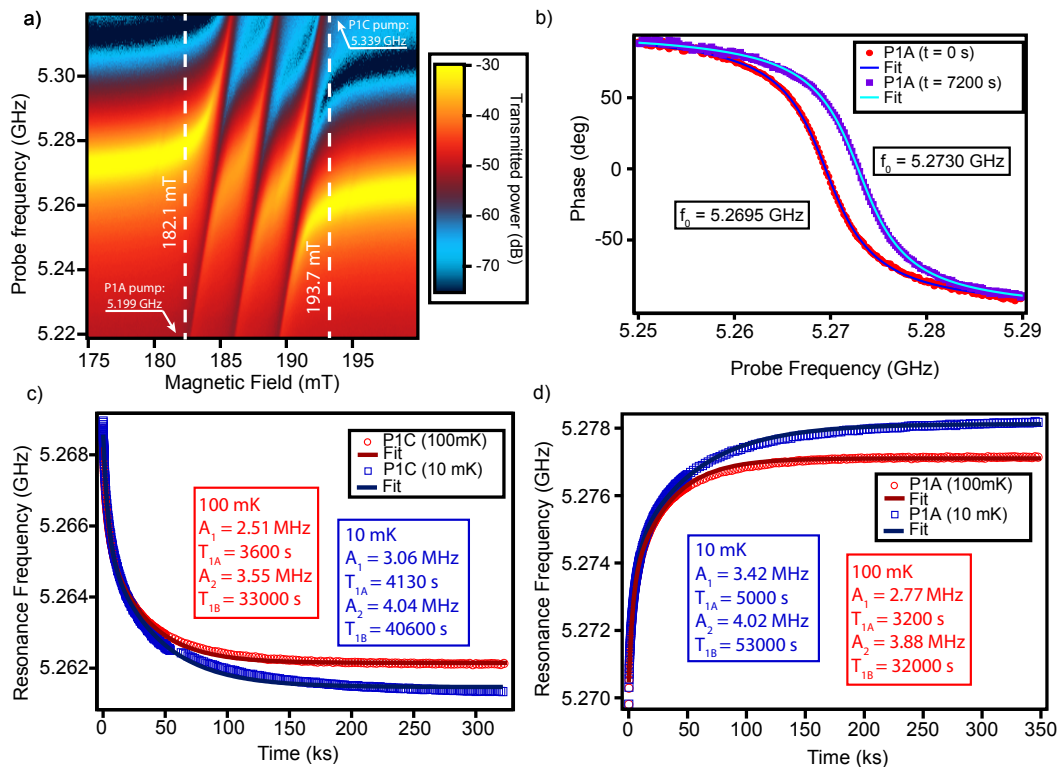 a)
P1C pump:
5.339 GHz
Probe frequency (GHz)
5.30
5.28
5.26
5.24
5.22
182.1 mT
193.7 mT
P1A pump:
5.199 GHz
175
180
185
190
195
Magnetic Field (mT)
-30
-40
-50
-60
-70
Transmitted power (dB)
b)
Phase (deg)
50
0
-50
P1A (t = 0 s)
Fit
P1A (t = 7200 s)
Fit
f0 = 5.2730 GHz
f0 = 5.2695 GHz
5.25
5.26
5.27
5.28
5.29
Probe Frequency (GHz)
c)
Resonance Frequency (GHz)
5.268
5.266
5.264
5.262
P1C (100mK)
Fit
P1C (10 mK)
Fit
100 mK
A1 = 2.51 MHz
T1A = 3600 s
A2 = 3.55 MHz
T1B = 33000 s
10 mK
A1 = 3.06 MHz
T1A = 4130 s
A2 = 4.04 MHz
T1B = 40600 s
0
50
100
150
200
250
300
Time (ks)
d)
Resonance Frequency (GHz)
5.278
5.276
5.274
5.272
5.270
P1A (100mK)
Fit
P1A (10 mK)
Fit
10 mK
A1 = 3.42 MHz
T1A = 5000 s
A2 = 4.02 MHz
T1B = 53000 s
100 mK
A1 = 2.77 MHz
T1A = 3200 s
A2 = 3.88 MHz
T1B = 32000 s
0
50
100
150
200
250
300
350
Time (ks)